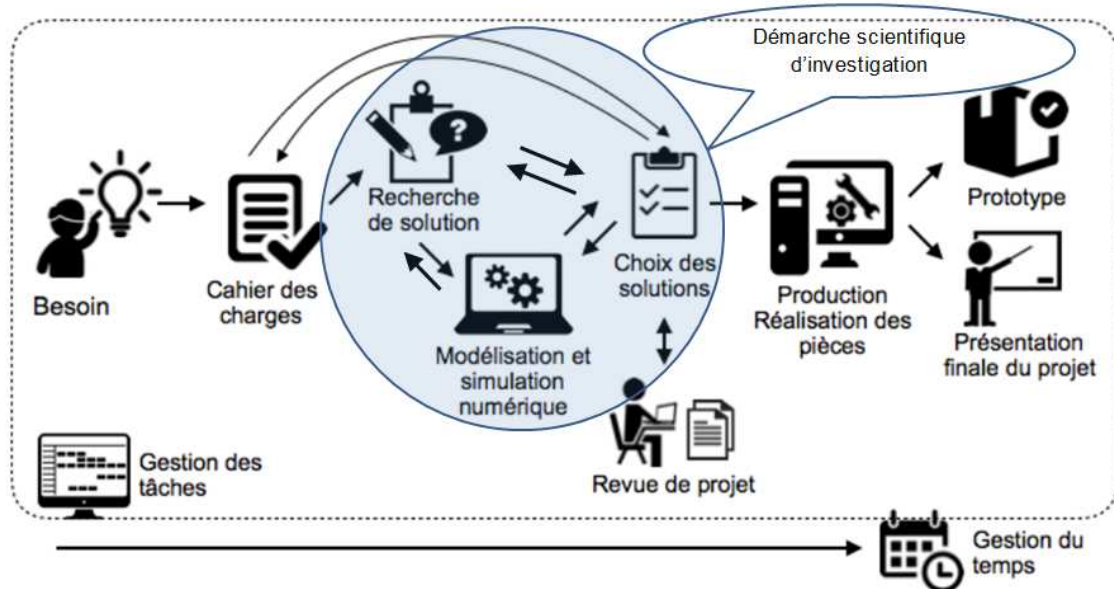 Démarche scientifique
d'investigation
Besoin
Cahier des
charges
Recherche
de solution
Modélisation et
simulation
numérique
Choix des
solutions
Revue de projet
Production
Réalisation des
pièces
Prototype
Présentation
finale du projet
Gestion des
tâches
Gestion du
temps
?